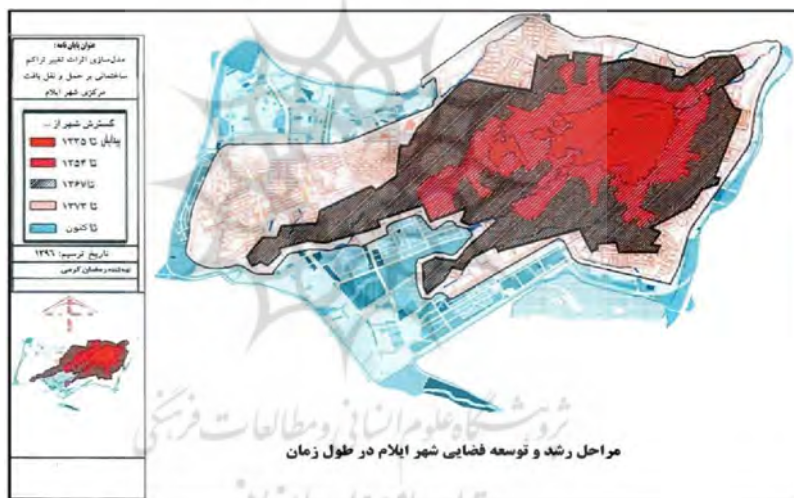 عنوان پایان نامه:
مدل‌سازی اثرات تغییر تراکم
ساختمانی بر حمل و نقل بافت
مرکزی شهر ایلام
گسترش شهر از ...
پیدایش تا ۱۳۳۵
تا ۱۳۵۴
تا ۱۳۶۷
تا ۱۳۷۳
تا کنون
تاریخ ترسیم: ۱۳۹۶
تهیه‌کننده رمضان کرمی
پژوهشگاه علوم انسانی و مطالعات فرهنگی
مراحل رشد و توسعه فضایی شهر ایلام در طول زمان